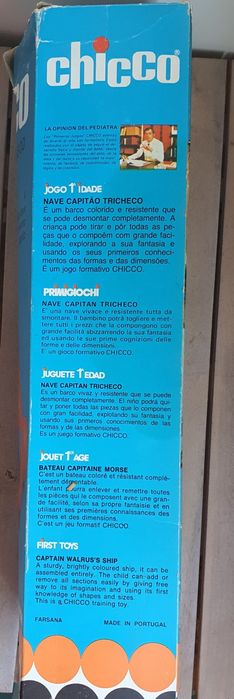 chicco
LA OPINION DEL PEDIATRA
JOGO 1ª IDADE
NAVE CAPITÃO TRICHECO
É um barco colorido e resistente que
se pode desmontar completamente. A
criança pode tirar e pôr todas as pe-
ças que o compõem com grande faci-
lidade, explorando a sua fantasia e
usando os seus primeiros conheci-
mentos das formas e das dimensões.
É um jogo formativo CHICCO.
PRIMIGIOCHI
NAVE CAPITAN TRICHECO
E' una nave vivace e resistente tutta da
smontare. Il bambino potrà togliere e met-
tere tutti i prezzi che la compongono con
grande facilità sbizzarrendo la sua fantasia
ed usando le sue prime cognizioni delle
forme e delle dimensioni.
E' un gioco formativo CHICCO.
JUGUETE 1ª EDAD
NAVE CAPITAN TRICHECO
Es un barco vivaz y resistente que se puede
desmontar completamente. El niño podrá qui-
tar y poner todas las piezas que lo componen
con gran facilidad, explotando su fantasia y
usando sus primeros conocimientos de las
formas y de las dimensiones.
Es un juego formativo CHICCO.
JOUET 1er AGE
BATEAU CAPITAINE MORSE
C'est un bateau coloré et résistant complè-
tement démontable.
L'enfant pourra enlever et remettre toutes
les pièces qui le composent avec une gran-
de facilité, selon sa propre fantaisie et en
utilisant ses premières connaissances des
formes et des dimensions.
C'est un jeu formatif CHICCO.
FIRST TOYS
CAPTAIN WALRUS'S SHIP
A sturdy, brightly coloured ship, it can be
assembled entirely. The child can add or
remove all sections easily by giving free
way to its imagination and using its first
knowledge of shapes and sizes.
This is a CHICCO training toy.
FARSANA MADE IN PORTUGAL